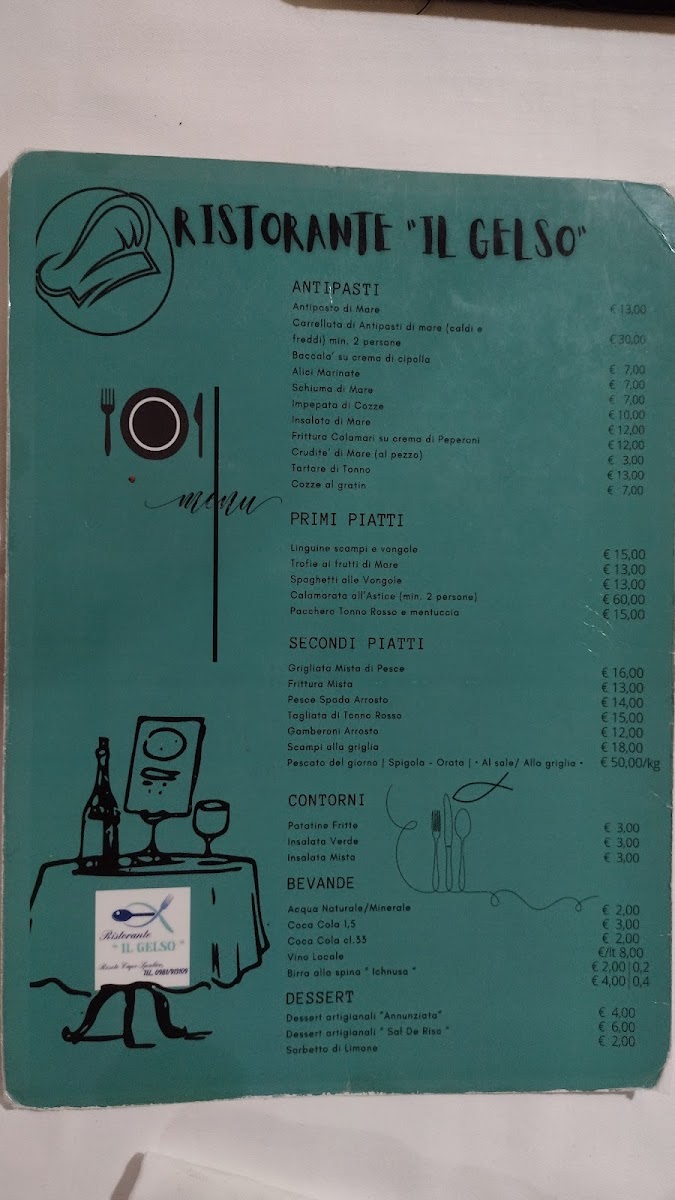 RISTORANTE "IL GELSO"
ANTIPASTI
Antipasto di Mare € 13,00
Carrellata di Antipasti di mare (caldi e
freddi) min. 2 persone € 30,00
Baccala' su crema di cipolla € 7,00
Alici Marinate € 7,00
Schiuma di Mare € 7,00
Impepata di Cozze € 10,00
Insalata di Mare € 12,00
Frittura Calamari su crema di Peperoni € 12,00
Crudite' di Mare (al pezzo) € 3,00
Tartare di Tonno € 13,00
Cozze al gratin € 7,00
menu
PRIMI PIATTI
Linguine scampi e vongole € 15,00
Trofie ai frutti di Mare € 13,00
Spaghetti alle Vongole € 13,00
Calamarata all'Astice (min. 2 persone) € 60,00
Pacchero Tonno Rosso e mentuccia € 15,00
SECONDI PIATTI
Grigliata Mista di Pesce € 16,00
Frittura Mista € 13,00
Pesce Spada Arrosto € 14,00
Tagliata di Tonno Rosso € 15,00
Gamberoni Arrosto € 12,00
Scampi alla griglia € 18,00
Pescato del giorno | Spigola - Orata | • Al sale/ Alla griglia • € 50,00/kg
CONTORNI
Patatine Fritte € 3,00
Insalata Verde € 3,00
Insalata Mista € 3,00
BEVANDE
Acqua Naturale/Minerale € 2,00
Coca Cola 1,5 € 3,00
Coca Cola cl.33 € 2,00
Vino Locale €/lt 8,00
Birra alla spina " Ichnusa " € 2,00|0,2
€ 4,00|0,4
DESSERT
Dessert artigianali "Annunziata" € 4,00
Dessert artigianali " Sal De Riso " € 6,00
Sorbetto di Limone € 2,00
Ristorante
" IL GELSO "
TEL.